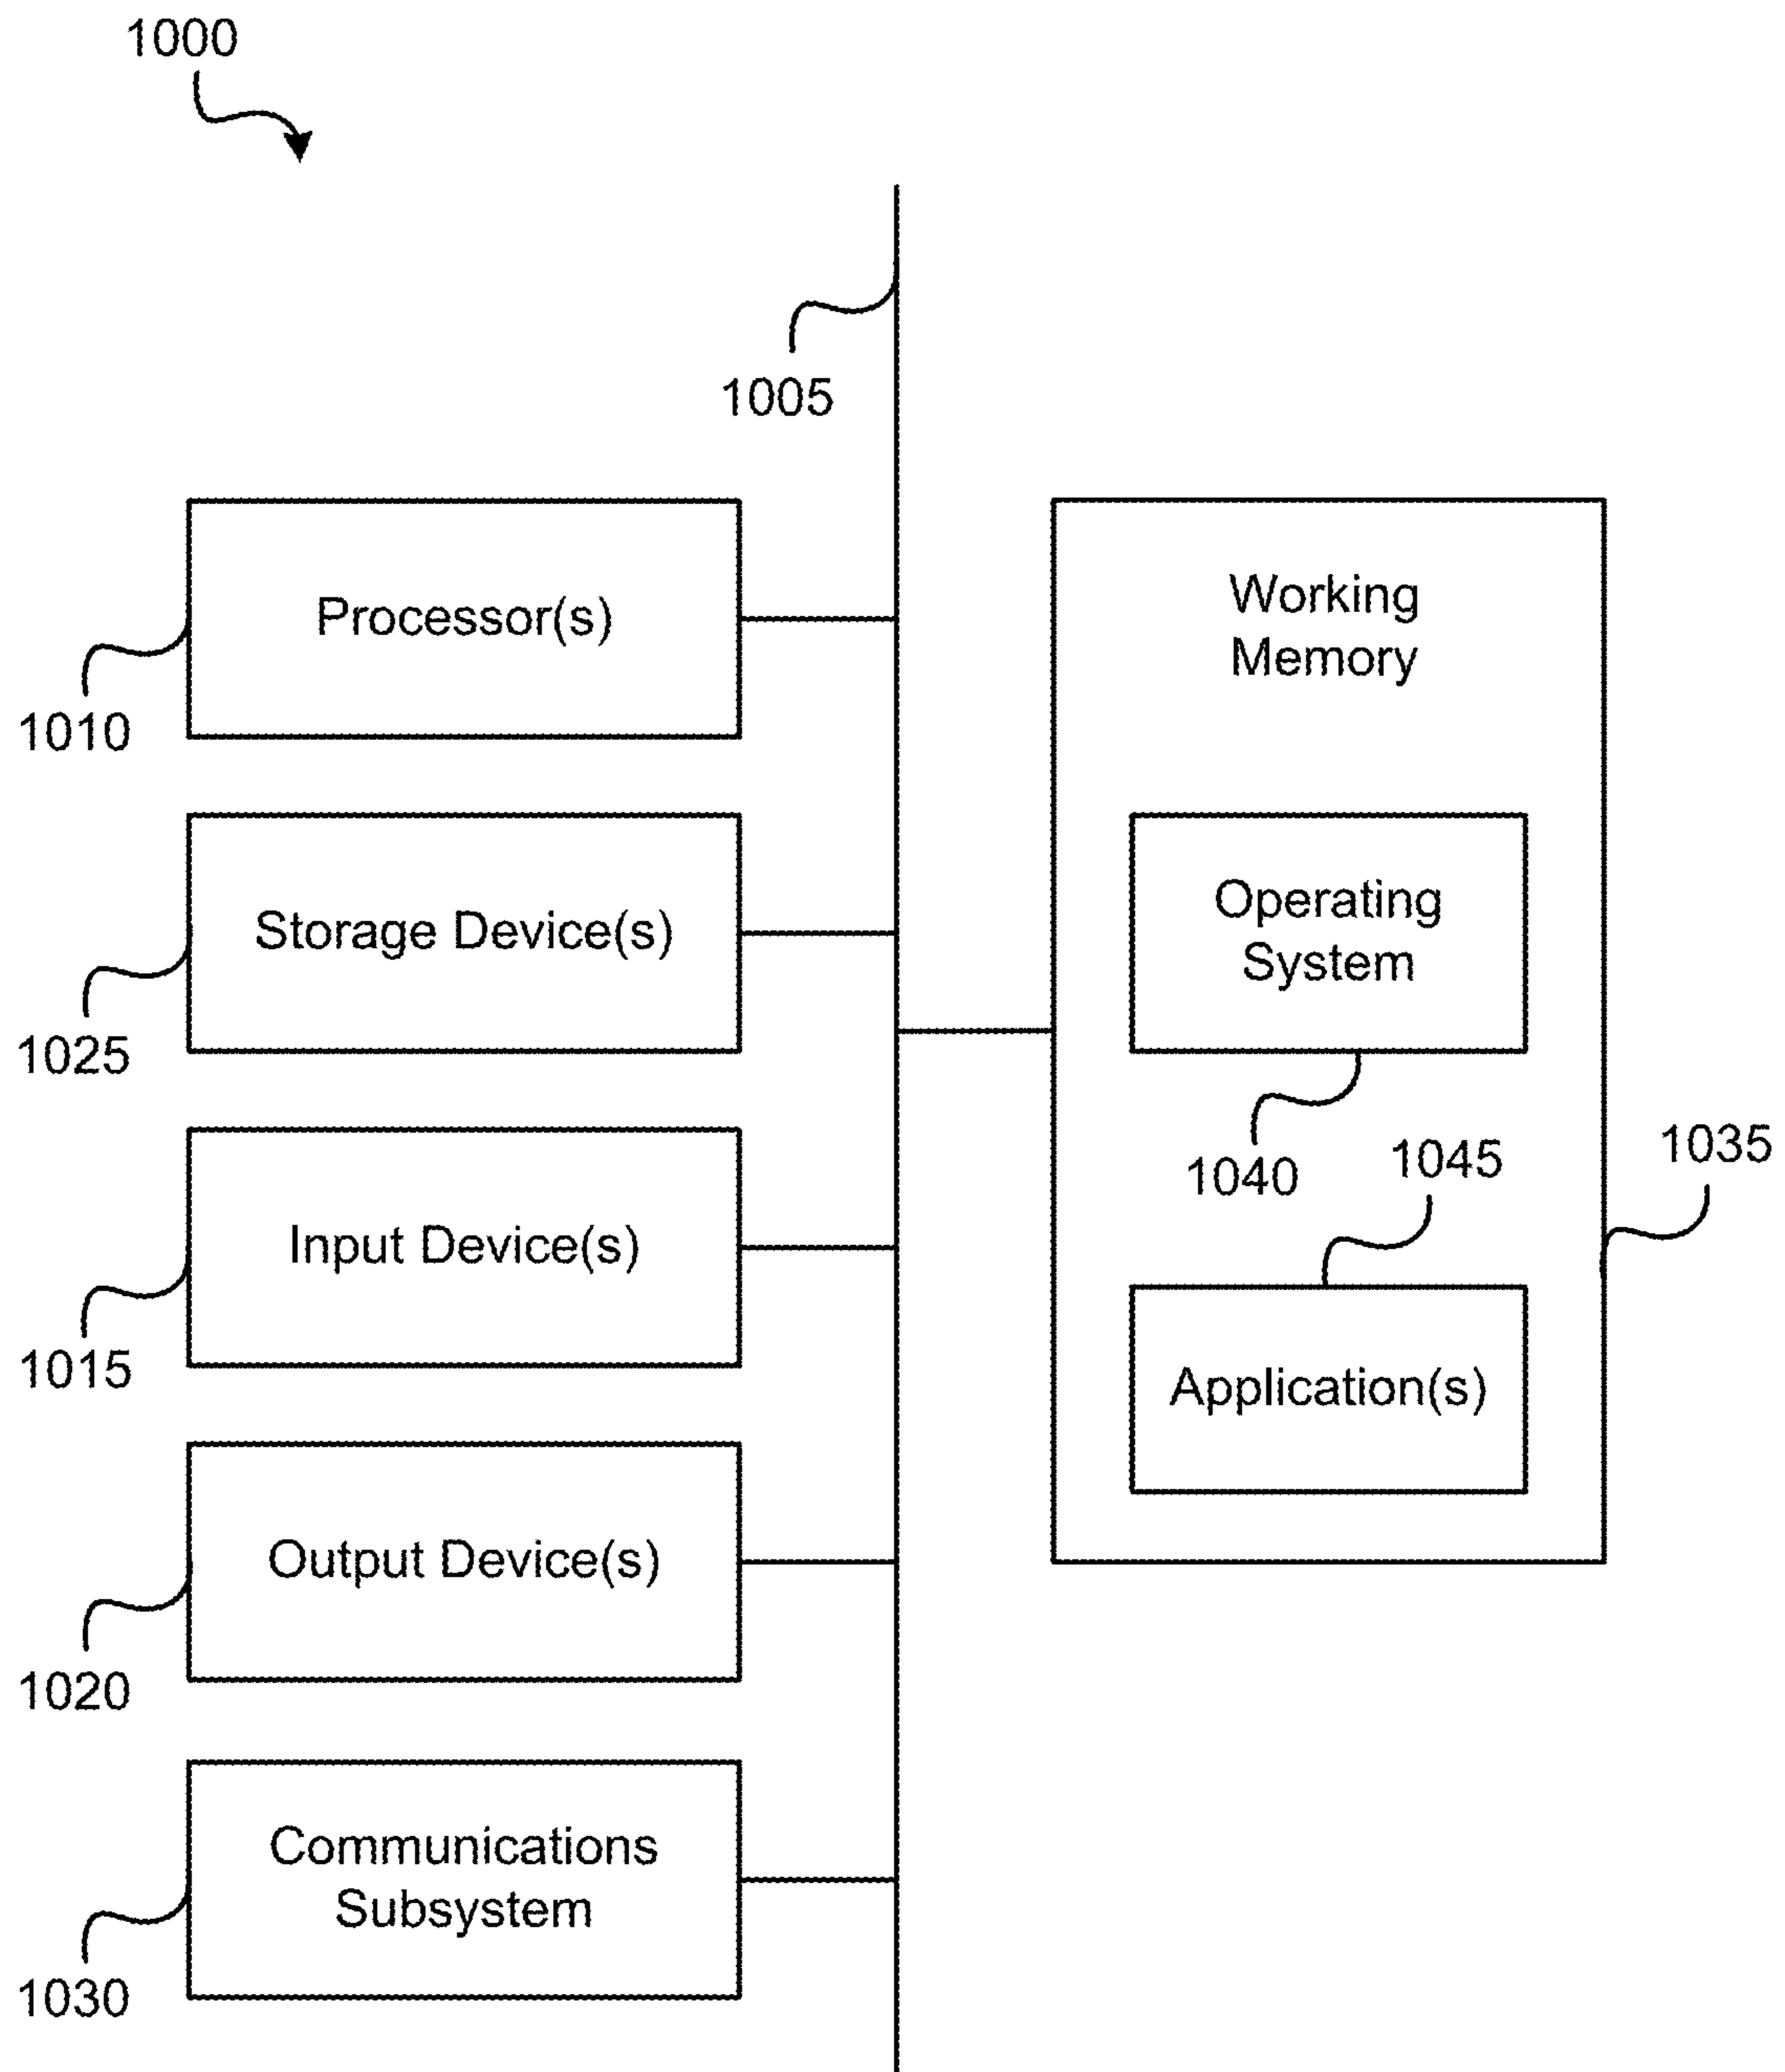 1000
1005
Processor(s)
1010
Storage Device(s)
1025
Input Device(s)
1015
Output Device(s)
1020
Communications
Subsystem
1030
Working
Memory
Operating
System
1040
1045
1035
Application(s)